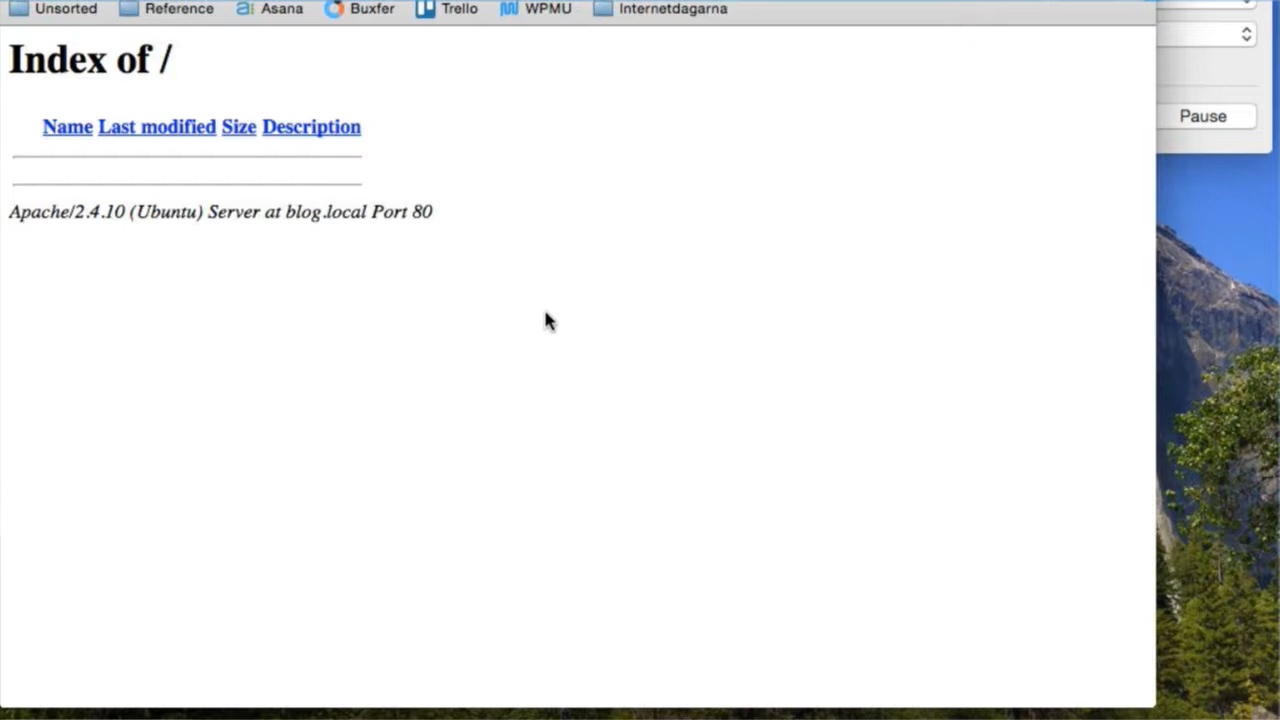 Unsorted Reference Asana Buxfer Trello WPMU Internetdagarna
Index of /
Pause
Name Last modified Size Description
Apache/2.4.10 (Ubuntu) Server at blog.local Port 80